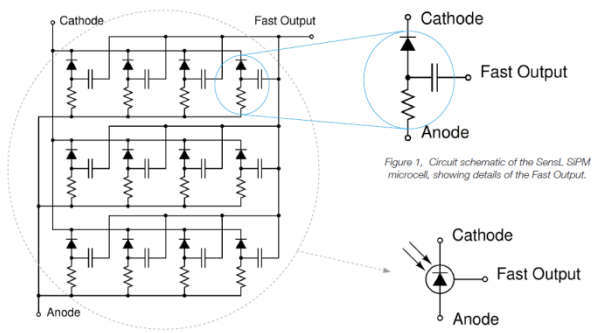 Cathode
Fast Output
Cathode
Fast Output
Anode
Figure 1, Circuit schematic of the SensL SiPM
microcell, showing details of the Fast Output.
Cathode
Fast Output
Anode
Anode